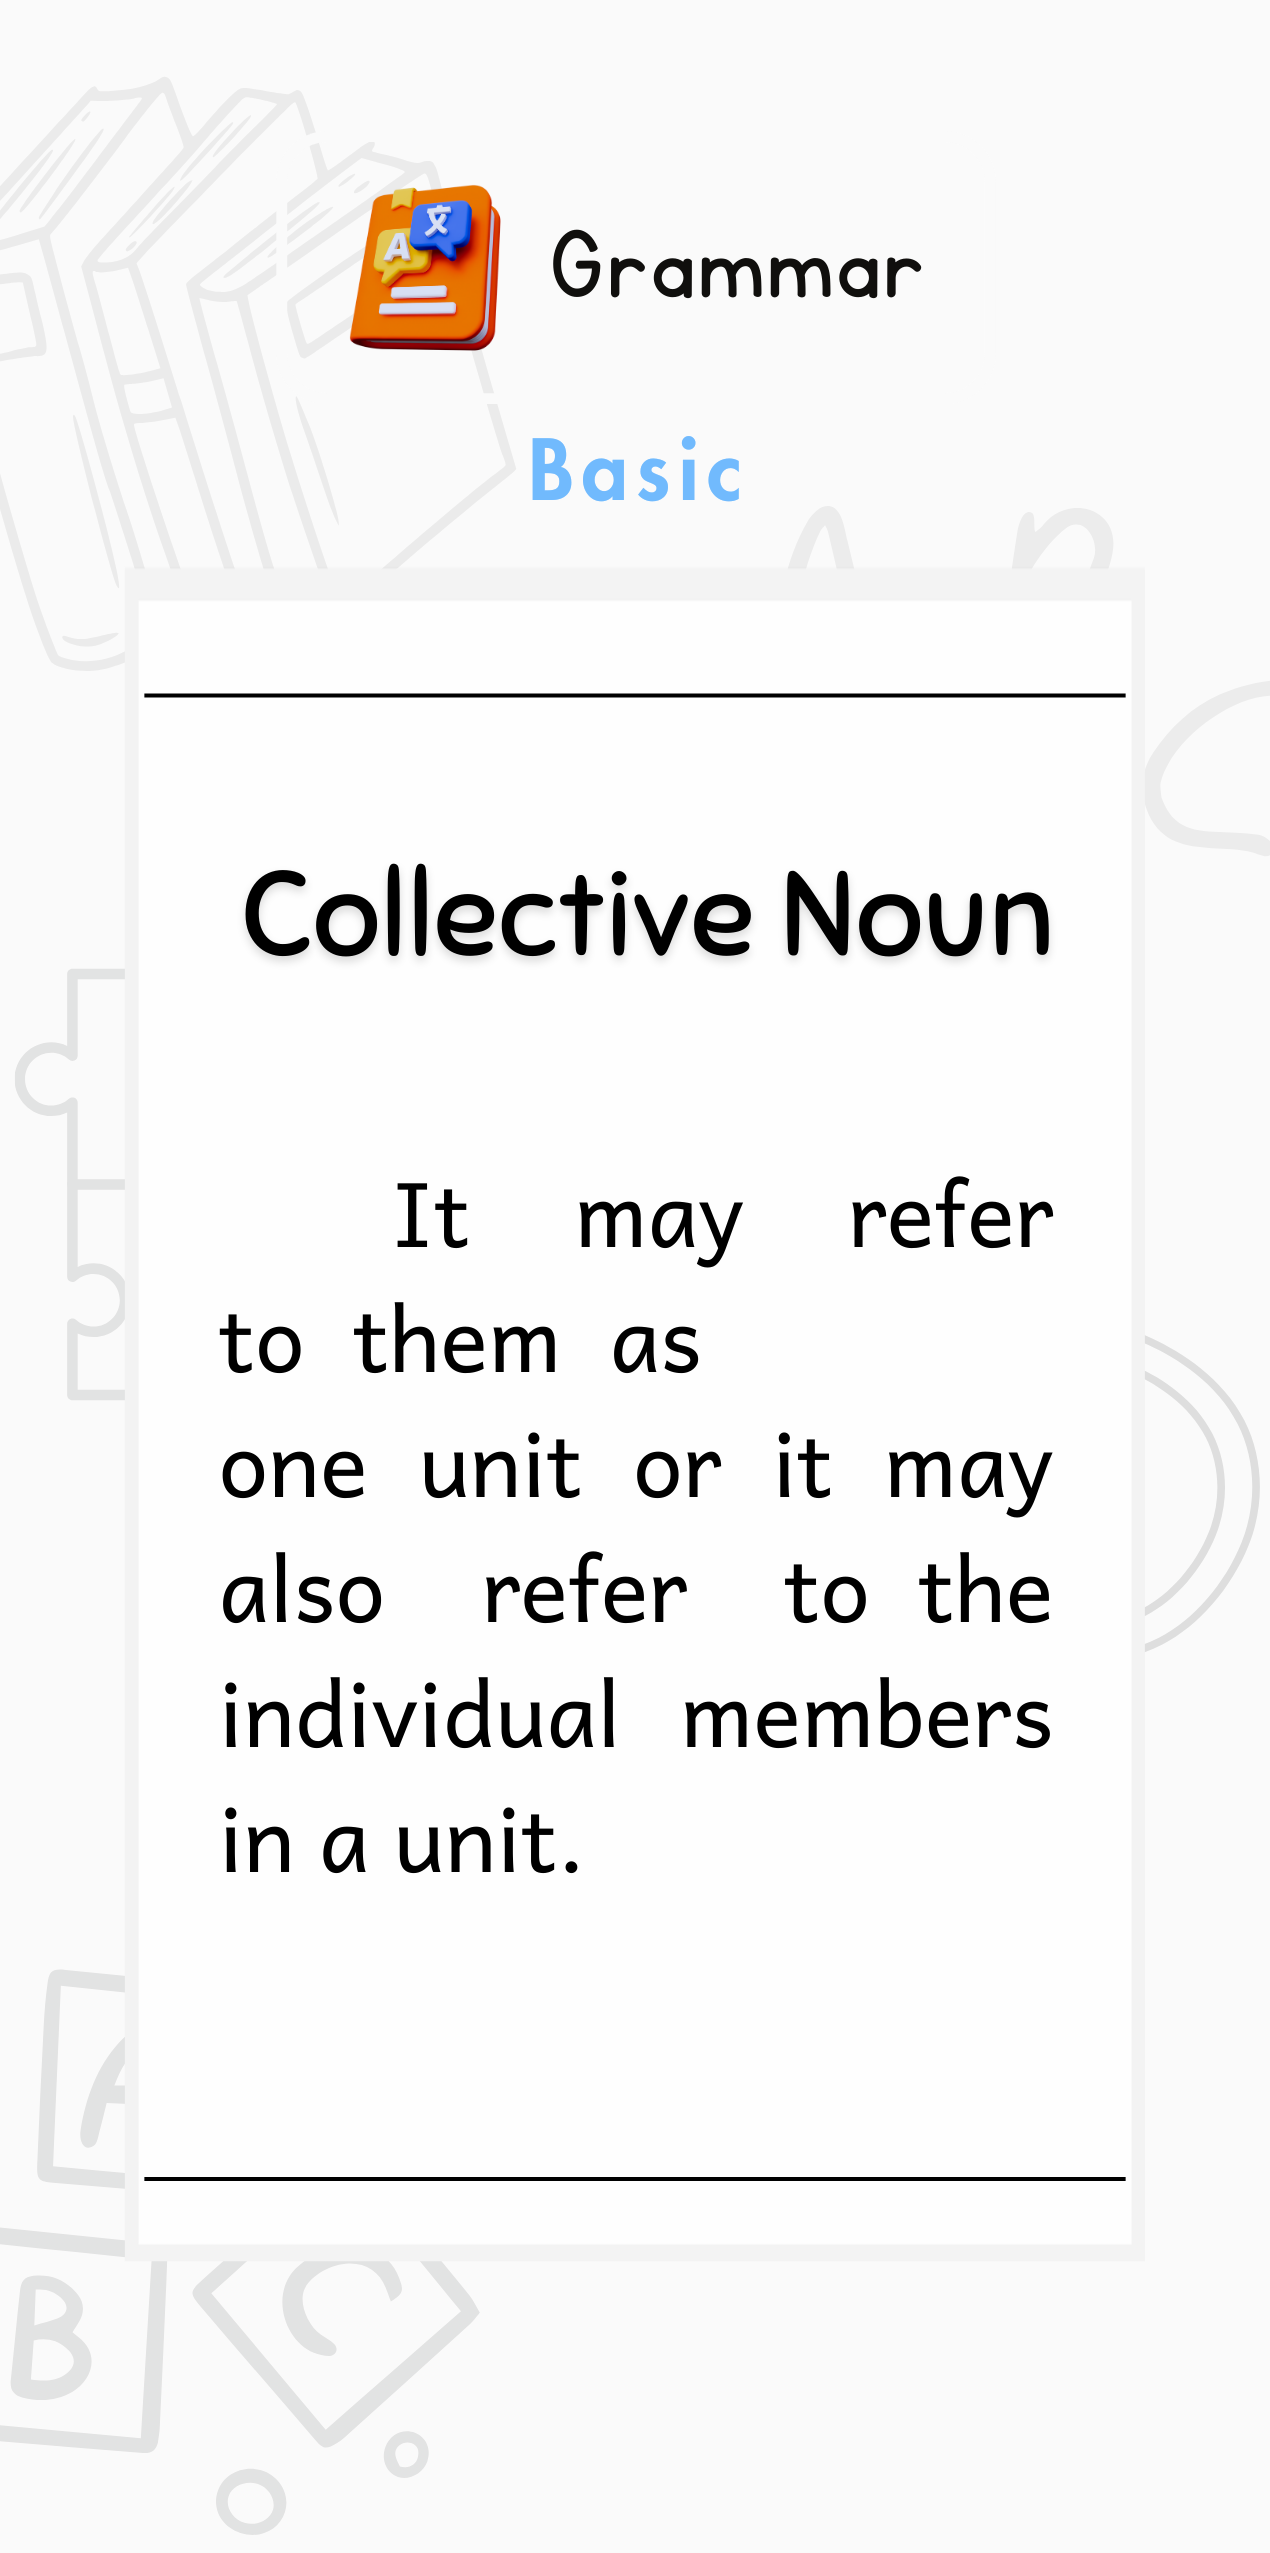 A 文
Grammar
Basic
Collective Noun
It may refer
to them as
one unit or it may
also refer to the
individual members
in a unit.
A
B
C